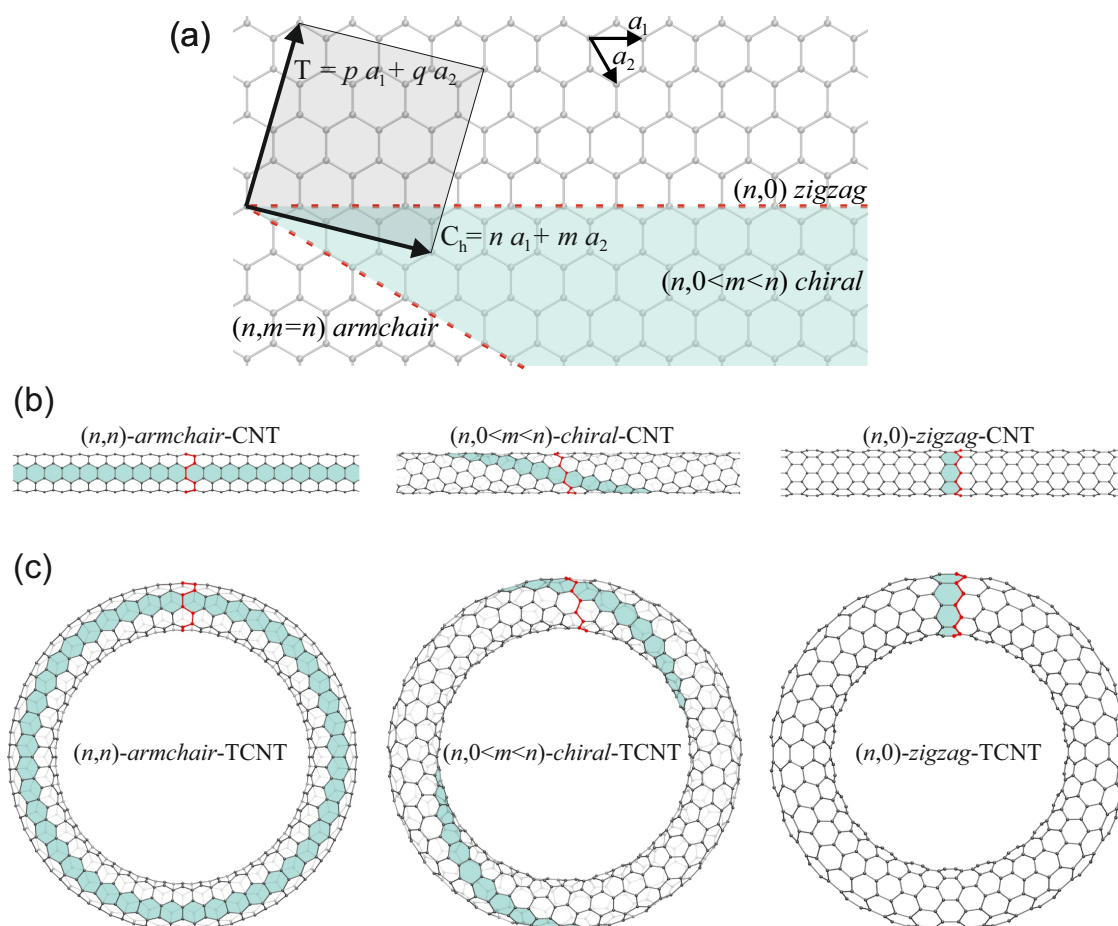 (a)
a₁
a₂
T = p a₁+ q a₂
(n,0) zigzag
Cₕ= n a₁+ m a₂
(n,0<m<n) chiral
(n,m=n) armchair
(b)
(n,n)-armchair-CNT
(n,0<m<n)-chiral-CNT
(n,0)-zigzag-CNT
(c)
(n,n)-armchair-TCNT
(n,0<m<n)-chiral-TCNT
(n,0)-zigzag-TCNT